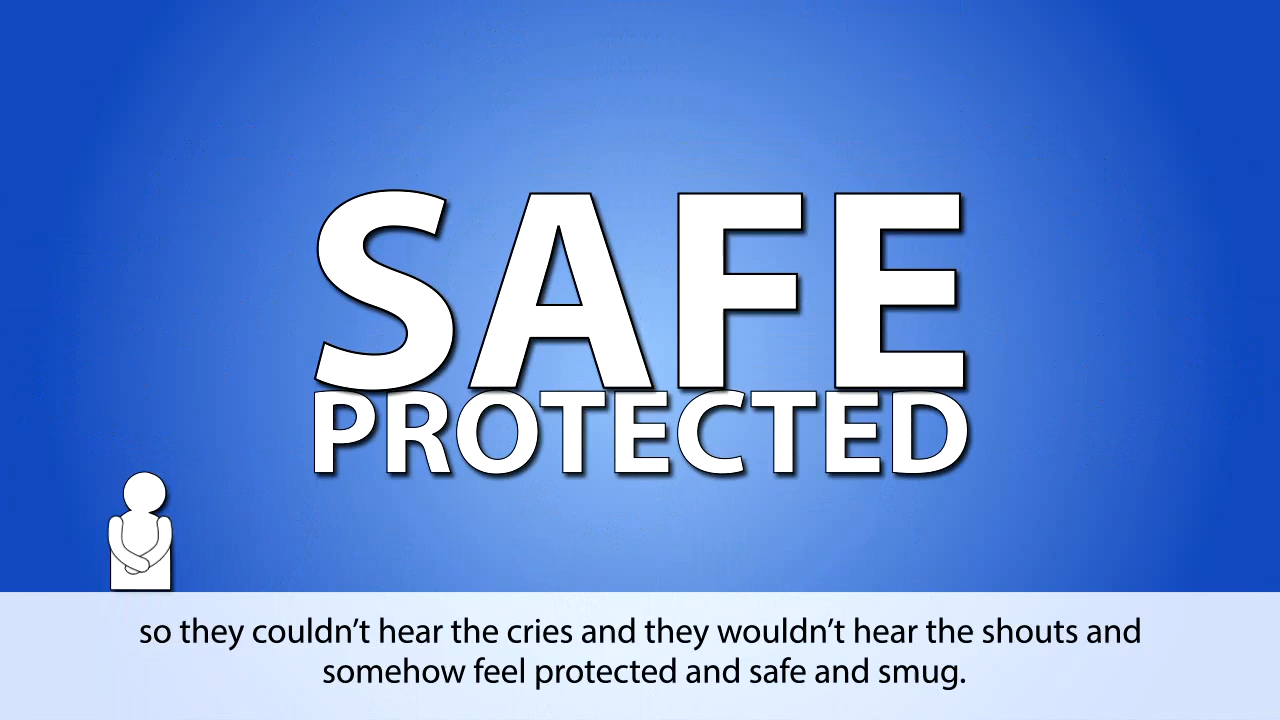 SAFE
PROTECTED
so they couldn’t hear the cries and they wouldn’t hear the shouts and
somehow feel protected and safe and smug.